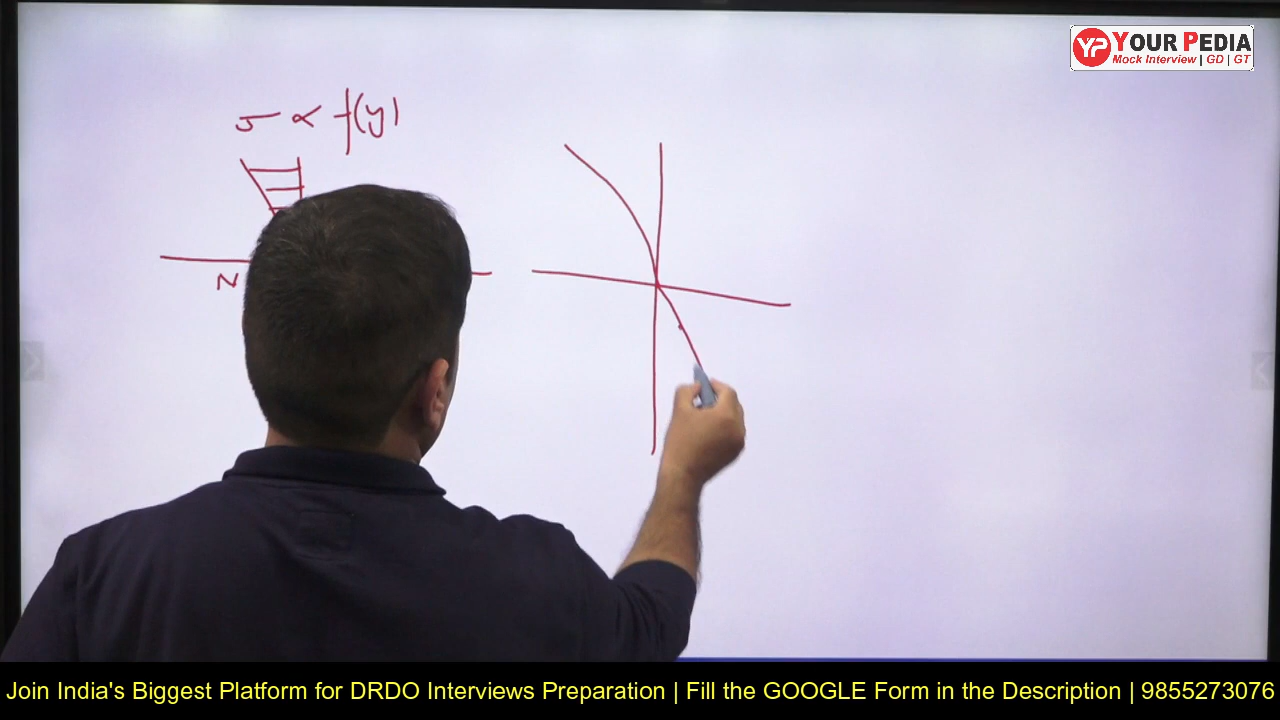 YP YOUR PEDIA
Mock Interview | GD | GT
σ ∝ f(y)
N
Join India's Biggest Platform for DRDO Interviews Preparation | Fill the GOOGLE Form in the Description | 9855273076